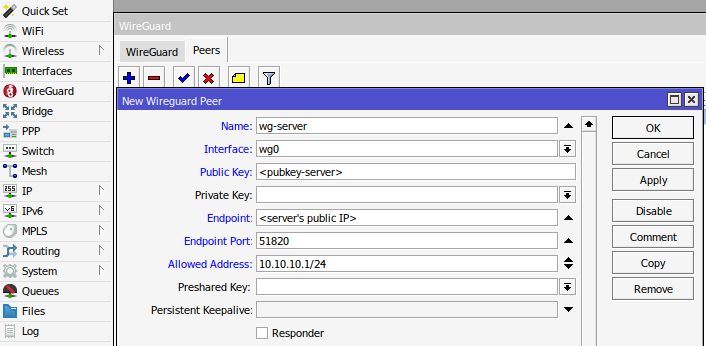 Quick Set
WiFi
Wireless
Interfaces
WireGuard
Bridge
PPP
Switch
Mesh
IP
IPv6
MPLS
Routing
System
Queues
Files
Log
WireGuard
WireGuard Peers
New Wireguard Peer
Name: wg-server
Interface: wg0
Public Key: <pubkey-server>
Private Key:
Endpoint: <server's public IP>
Endpoint Port: 51820
Allowed Address: 10.10.10.1/24
Preshared Key:
Persistent Keepalive:
Responder
OK
Cancel
Apply
Disable
Comment
Copy
Remove